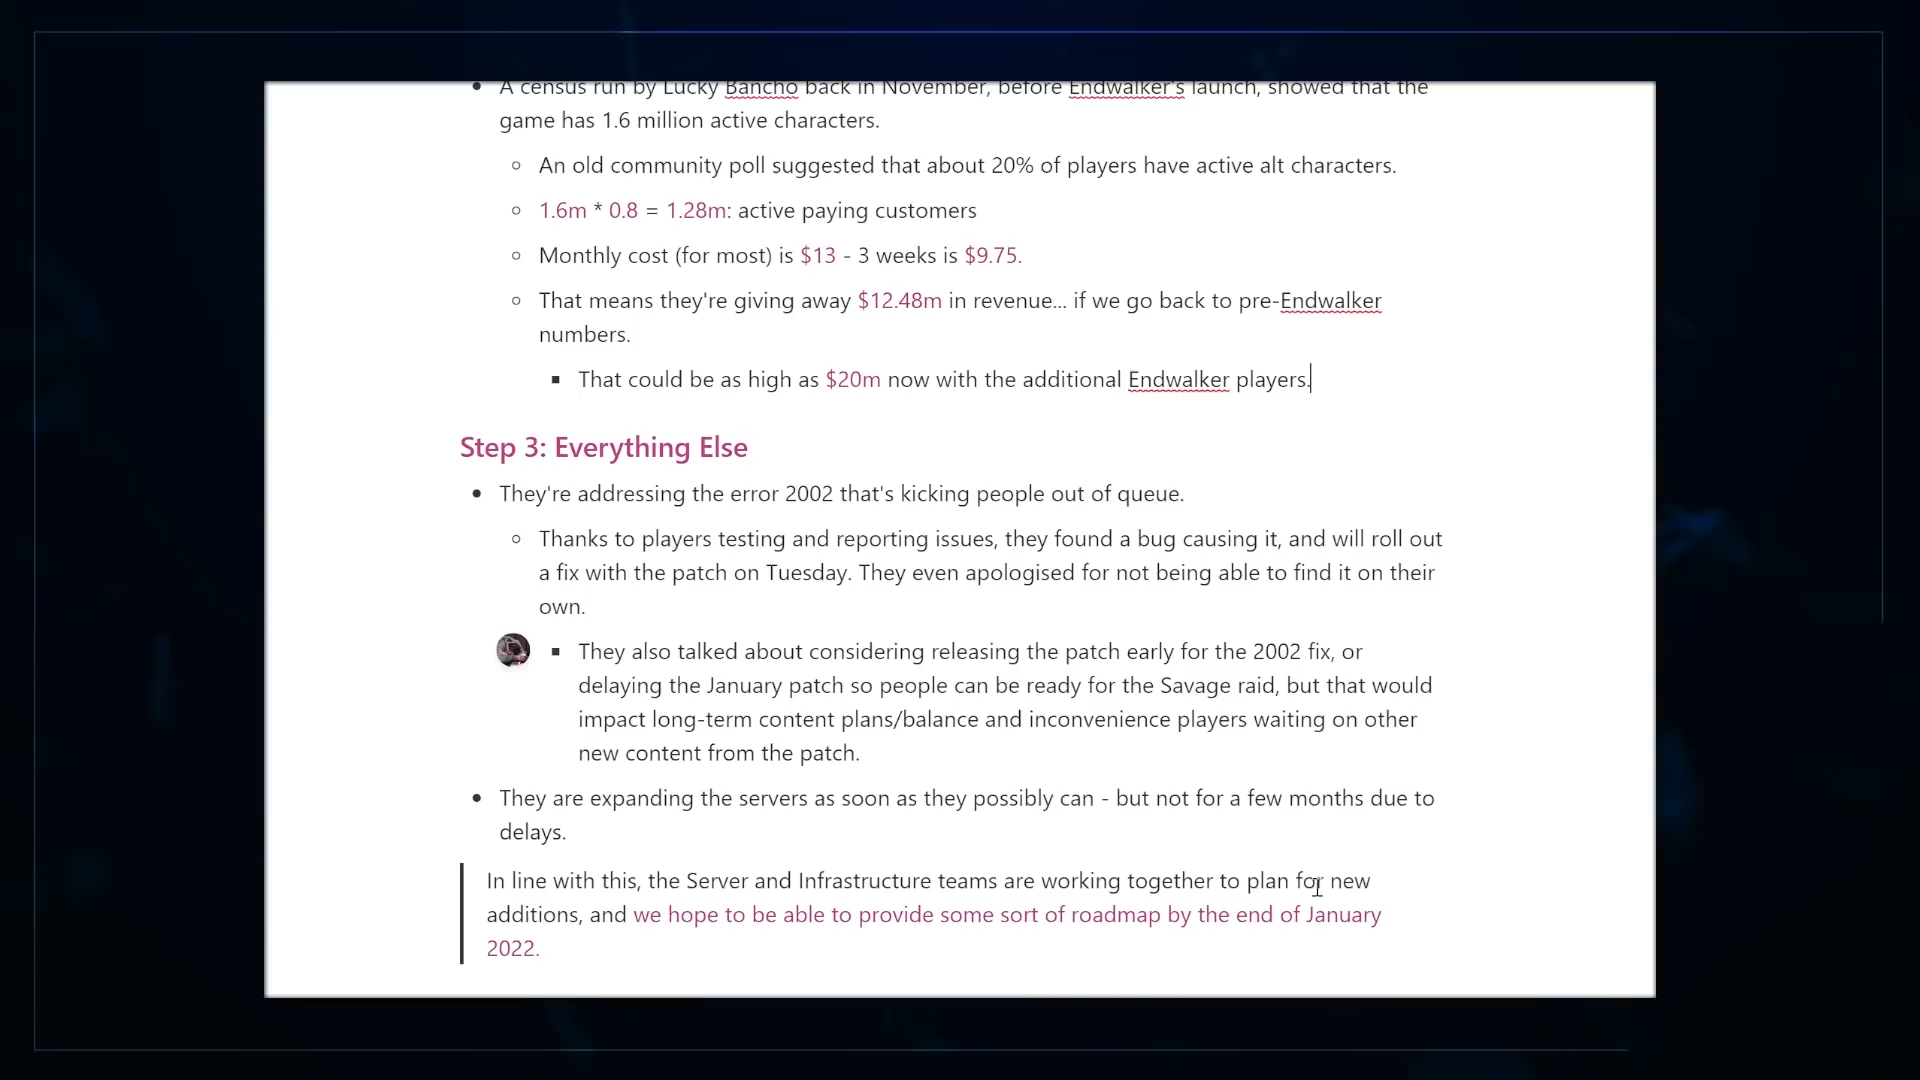 A census run by Lucky Bancho back in November, before Endwalker's launch, showed that the
game has 1.6 million active characters.
An old community poll suggested that about 20% of players have active alt characters.
1.6m * 0.8 = 1.28m: active paying customers
Monthly cost (for most) is $13 - 3 weeks is $9.75.
That means they're giving away $12.48m in revenue... if we go back to pre-Endwalker
numbers.
That could be as high as $20m now with the additional Endwalker players.
Step 3: Everything Else
They're addressing the error 2002 that's kicking people out of queue.
Thanks to players testing and reporting issues, they found a bug causing it, and will roll out
a fix with the patch on Tuesday. They even apologised for not being able to find it on their
own.
They also talked about considering releasing the patch early for the 2002 fix, or
delaying the January patch so people can be ready for the Savage raid, but that would
impact long-term content plans/balance and inconvenience players waiting on other
new content from the patch.
They are expanding the servers as soon as they possibly can - but not for a few months due to
delays.
In line with this, the Server and Infrastructure teams are working together to plan for new
additions, and we hope to be able to provide some sort of roadmap by the end of January
2022.